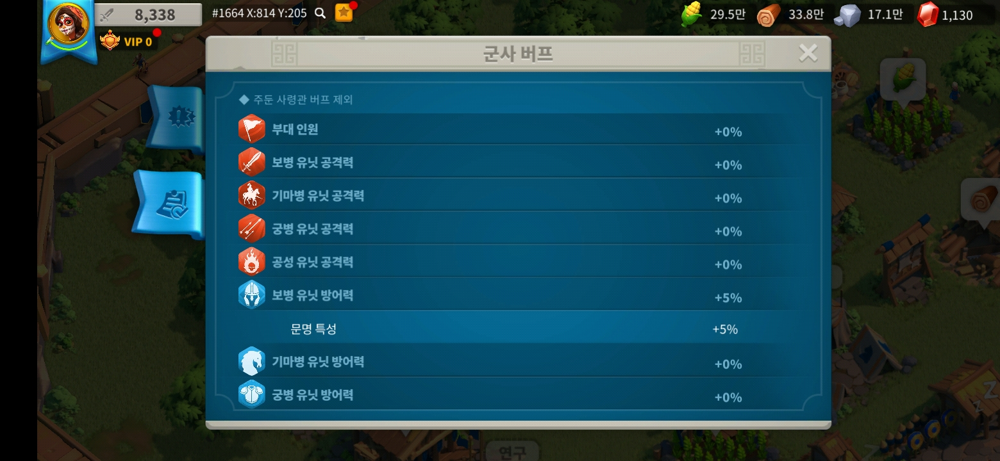 8,338
#1664 X:814 Y:205
29.5만
33.8만
17.1만
1,130
VIP 0
군사 버프
주둔 사령관 버프 제외
부대 인원 +0%
보병 유닛 공격력 +0%
기마병 유닛 공격력 +0%
궁병 유닛 공격력 +0%
공성 유닛 공격력 +0%
보병 유닛 방어력 +5%
문명 특성 +5%
기마병 유닛 방어력 +0%
궁병 유닛 방어력 +0%
Z
Z
연구